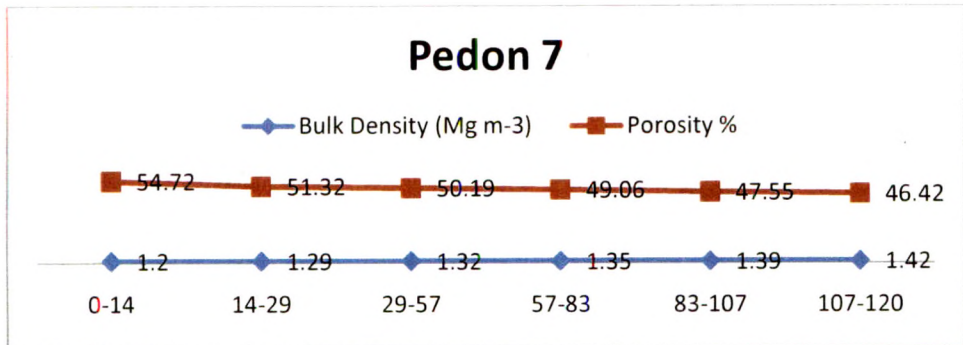 Pedon 7
Bulk Density (Mg m-3) Porosity %
54.72 51.32 50.19 49.06 47.55 46.42
1.2 1.29 1.32 1.35 1.39 1.42
0-14 14-29 29-57 57-83 83-107 107-120